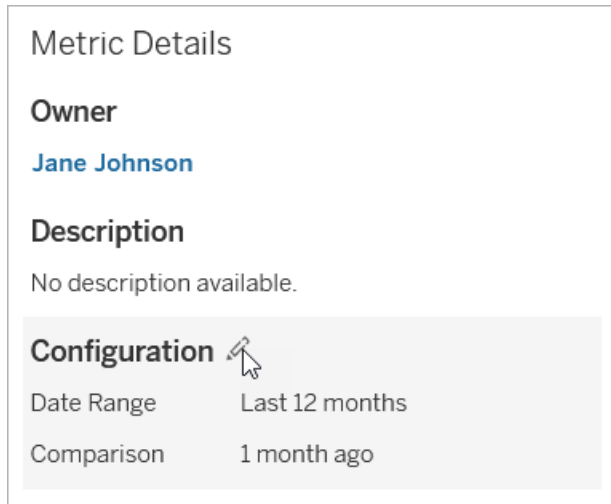 Metric Details
Owner
Jane Johnson
Description
No description available.
Configuration
Date Range Last 12 months
Comparison 1 month ago